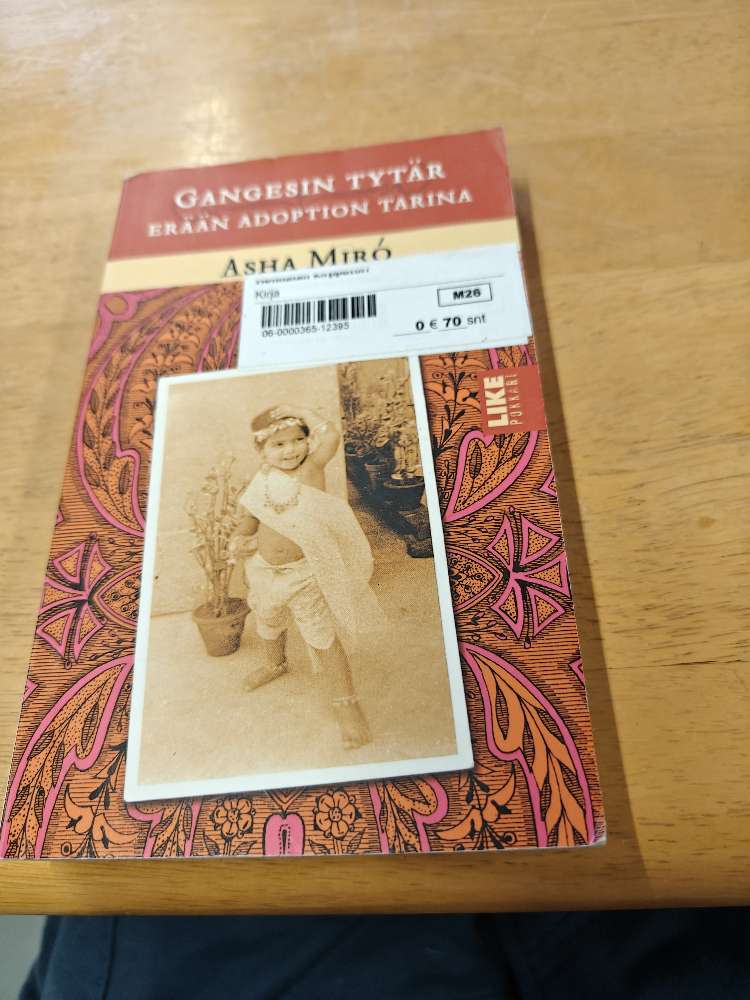 GANGESIN TYTÄR
ERÄÄN ADOPTION TARINA
ASHA MIRÓ
Kirja
M26
06-0000365-12395
0 € 70 snt
LIKE
POKKARI